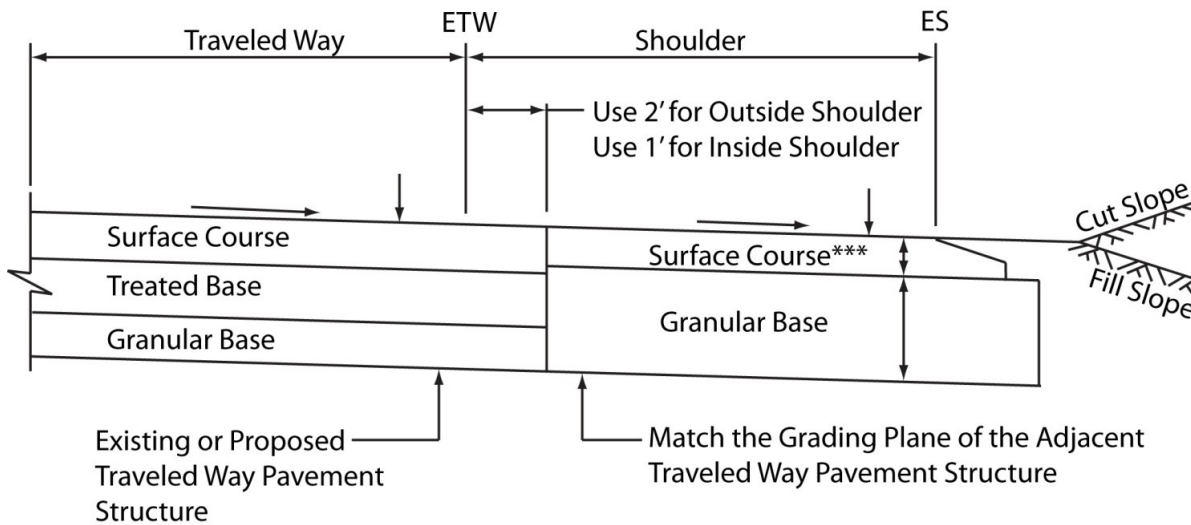 ETW
ES
Traveled Way
Shoulder
Use 2’ for Outside Shoulder
Use 1’ for Inside Shoulder
Cut Slope
Surface Course
Surface Course***
Treated Base
Fill Slope
Granular Base
Granular Base
Existing or Proposed
Traveled Way Pavement
Structure
Match the Grading Plane of the Adjacent
Traveled Way Pavement Structure